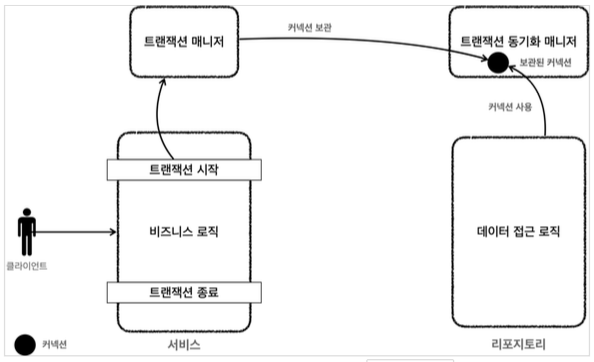 커넥션 보관
트랜잭션 매니저
트랜잭션 동기화 매니저
보관된 커넥션
커넥션 사용
트랜잭션 시작
비즈니스 로직
데이터 접근 로직
클라이언트
트랜잭션 종료
커넥션
서비스
리포지토리